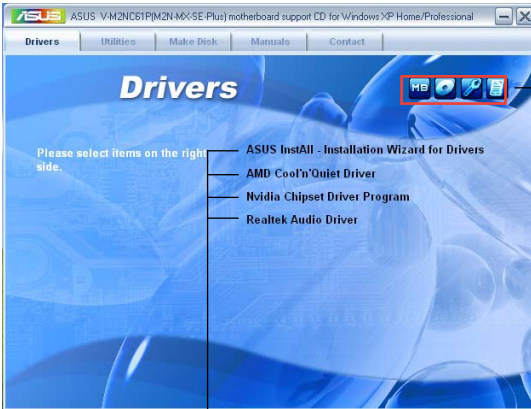 ASUS ASUS V-M2NC61P(M2N-MX-SE-Plus) motherboard support CD for Windows XP Home/Professional
Drivers Utilities Make Disk Manuals Contact
Drivers
MB
Please select items on the right side.
ASUS InstAll - Installation Wizard for Drivers
AMD Cool'n'Quiet Driver
Nvidia Chipset Driver Program
Realtek Audio Driver